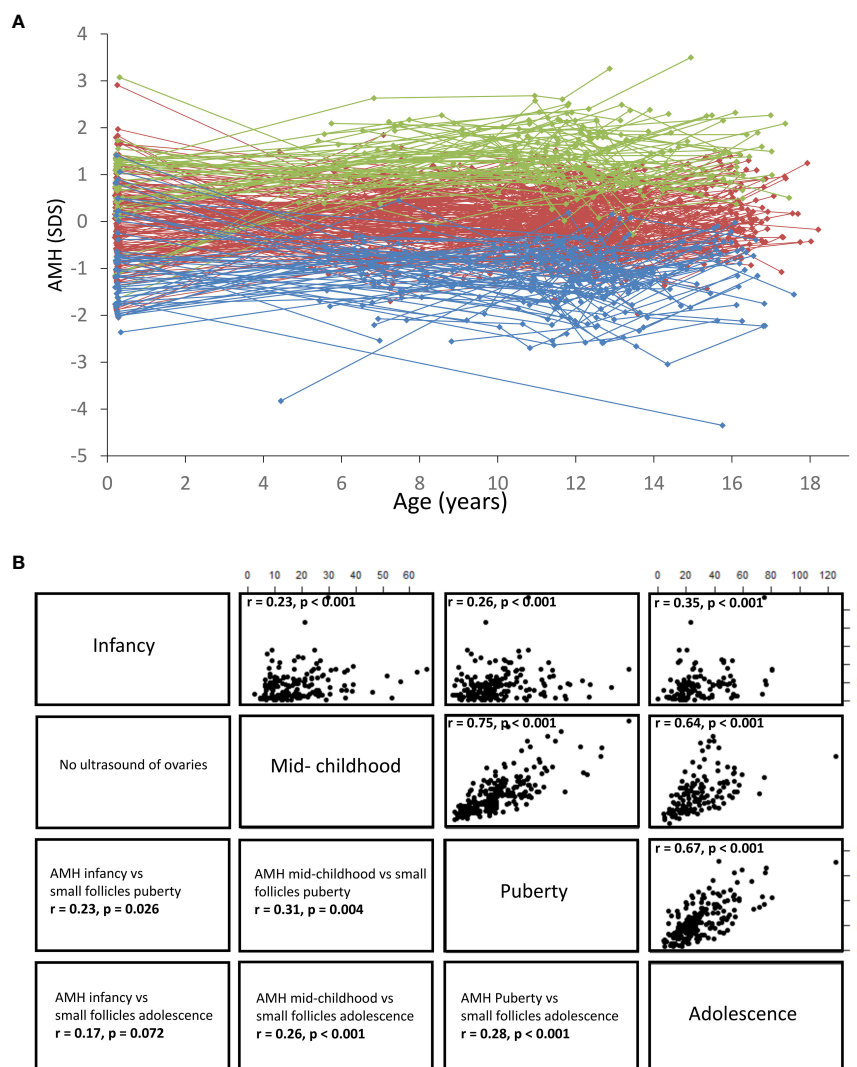 A
4
3
2
1
0
-1
-2
-3
-4
-5
AMH (SDS)
0 2 4 6 8 10 12 14 16 18
Age (years)
B
0 10 20 30 40 50 60
0 20 40 60 80 100 120
Infancy
r = 0.23, p < 0.001
r = 0.26, p < 0.001
r = 0.35, p < 0.001
No ultrasound of ovaries
Mid- childhood
r = 0.75, p < 0.001
r = 0.64, p < 0.001
AMH infancy vs
small follicles puberty
r = 0.23, p = 0.026
AMH mid-childhood vs small
follicles puberty
r = 0.31, p = 0.004
Puberty
r = 0.67, p < 0.001
AMH infancy vs
small follicles adolescence
r = 0.17, p = 0.072
AMH mid-childhood vs
small follicles adolescence
r = 0.26, p < 0.001
AMH Puberty vs
small follicles adolescence
r = 0.28, p < 0.001
Adolescence